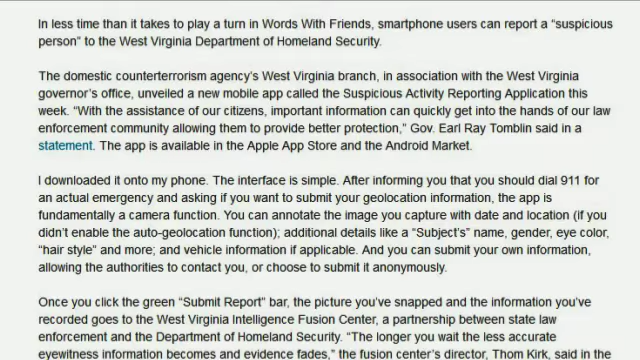 In less time than it takes to play a turn in Words With Friends, smartphone users can report a “suspicious
person” to the West Virginia Department of Homeland Security.
The domestic counterterrorism agency’s West Virginia branch, in association with the West Virginia
governor’s office, unveiled a new mobile app called the Suspicious Activity Reporting Application this
week. “With the assistance of our citizens, important information can quickly get into the hands of our law
enforcement community allowing them to provide better protection,” Gov. Earl Ray Tomblin said in a
statement. The app is available in the Apple App Store and the Android Market.
I downloaded it onto my phone. The interface is simple. After informing you that you should dial 911 for
an actual emergency and asking if you want to submit your geolocation information, the app is
fundamentally a camera function. You can annotate the image you capture with date and location (if you
didn’t enable the auto-geolocation function); additional details like a “Subject’s” name, gender, eye color,
“hair style” and more; and vehicle information if applicable. And you can submit your own information,
allowing the authorities to contact you, or choose to submit it anonymously.
Once you click the green “Submit Report” bar, the picture you’ve snapped and the information you’ve
recorded goes to the West Virginia Intelligence Fusion Center, a partnership between state law
enforcement and the Department of Homeland Security. “The longer you wait the less accurate
eyewitness information becomes and evidence fades,” the fusion center’s director, Thom Kirk, said in the